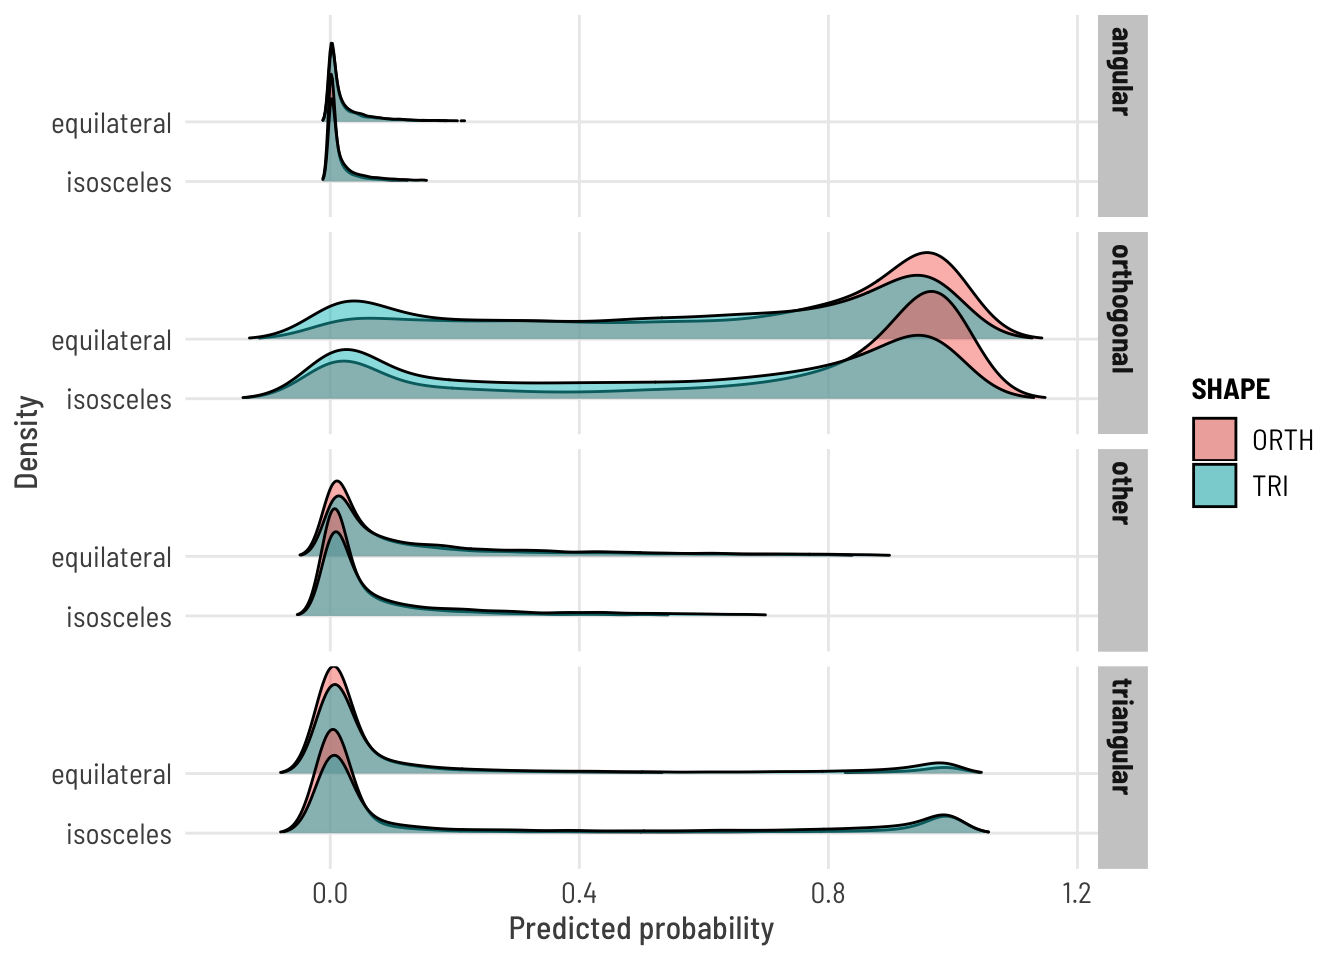 angular
equilateral
isosceles
orthogonal
equilateral
isosceles
other
equilateral
isosceles
triangular
equilateral
isosceles
0.0 0.4 0.8 1.2
Predicted probability
Density
SHAPE
ORTH
TRI